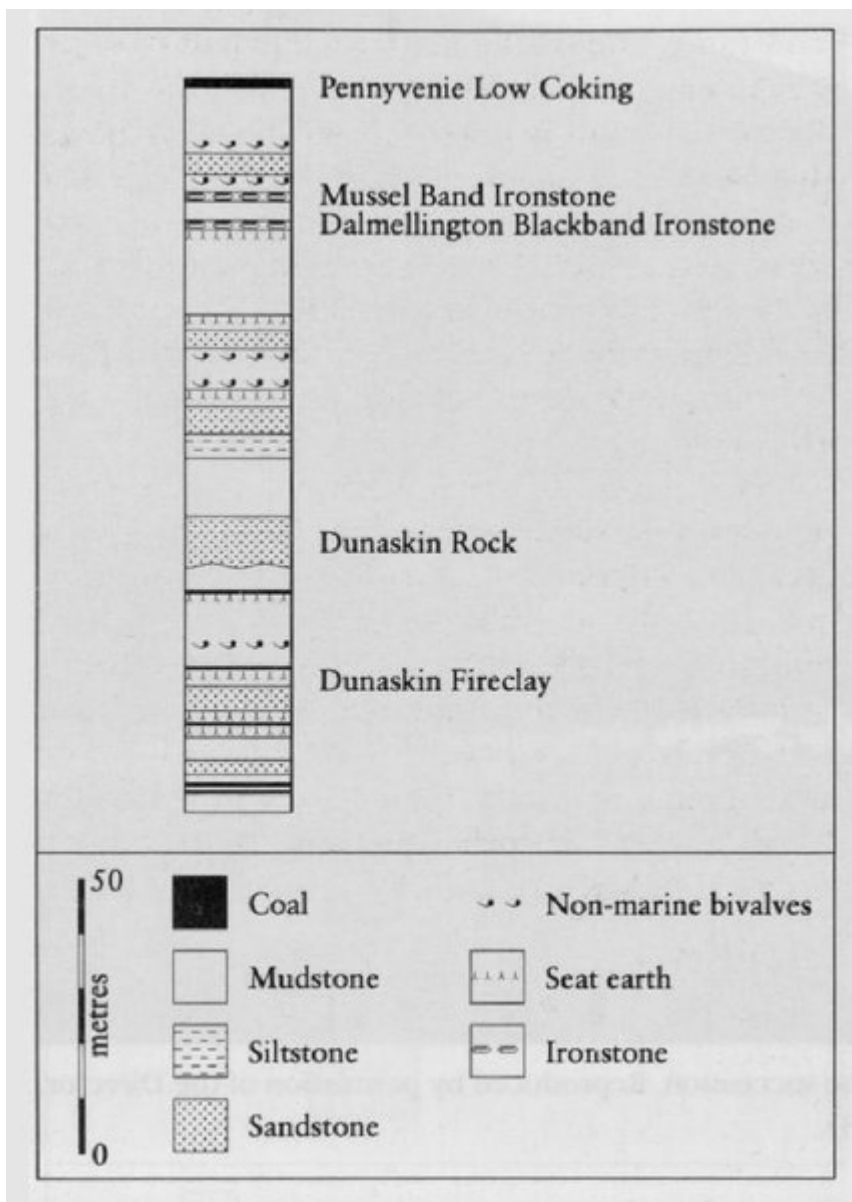 Pennyvenie Low Coking
Mussel Band Ironstone
Dalmellington Blackband Ironstone
Dunaskin Rock
Dunaskin Fireclay
50
metres
0
Coal
Non-marine bivalves
Mudstone
Seat earth
Siltstone
Ironstone
Sandstone